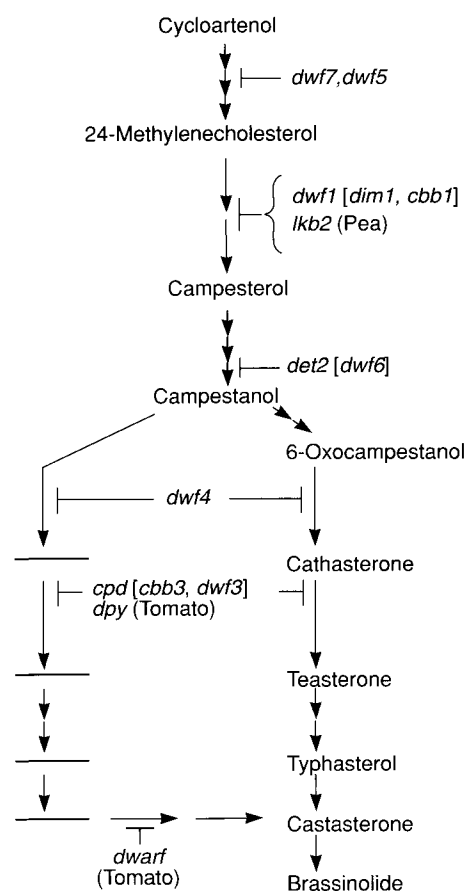 Cycloartenol
dwf7,dwf5
24-Methylenecholesterol
dwf1 [dim1, cbb1]
lkb2 (Pea)
Campesterol
det2 [dwf6]
Campestanol
6-Oxocampestanol
dwf4
Cathasterone
cpd [cbb3, dwf3]
dpy (Tomato)
Teasterone
Typhasterol
Castasterone
dwarf
(Tomato)
Brassinolide